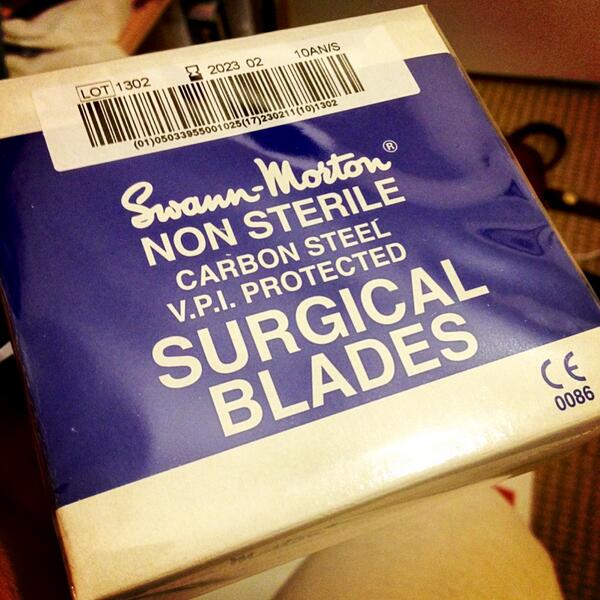 LOT 1302 2023 02 10AN/S
(01)05033955001025(17)230211(10)1302
Swann-Morton®
NON STERILE
CARBON STEEL
V.P.I. PROTECTED
SURGICAL
BLADES
CE
0086